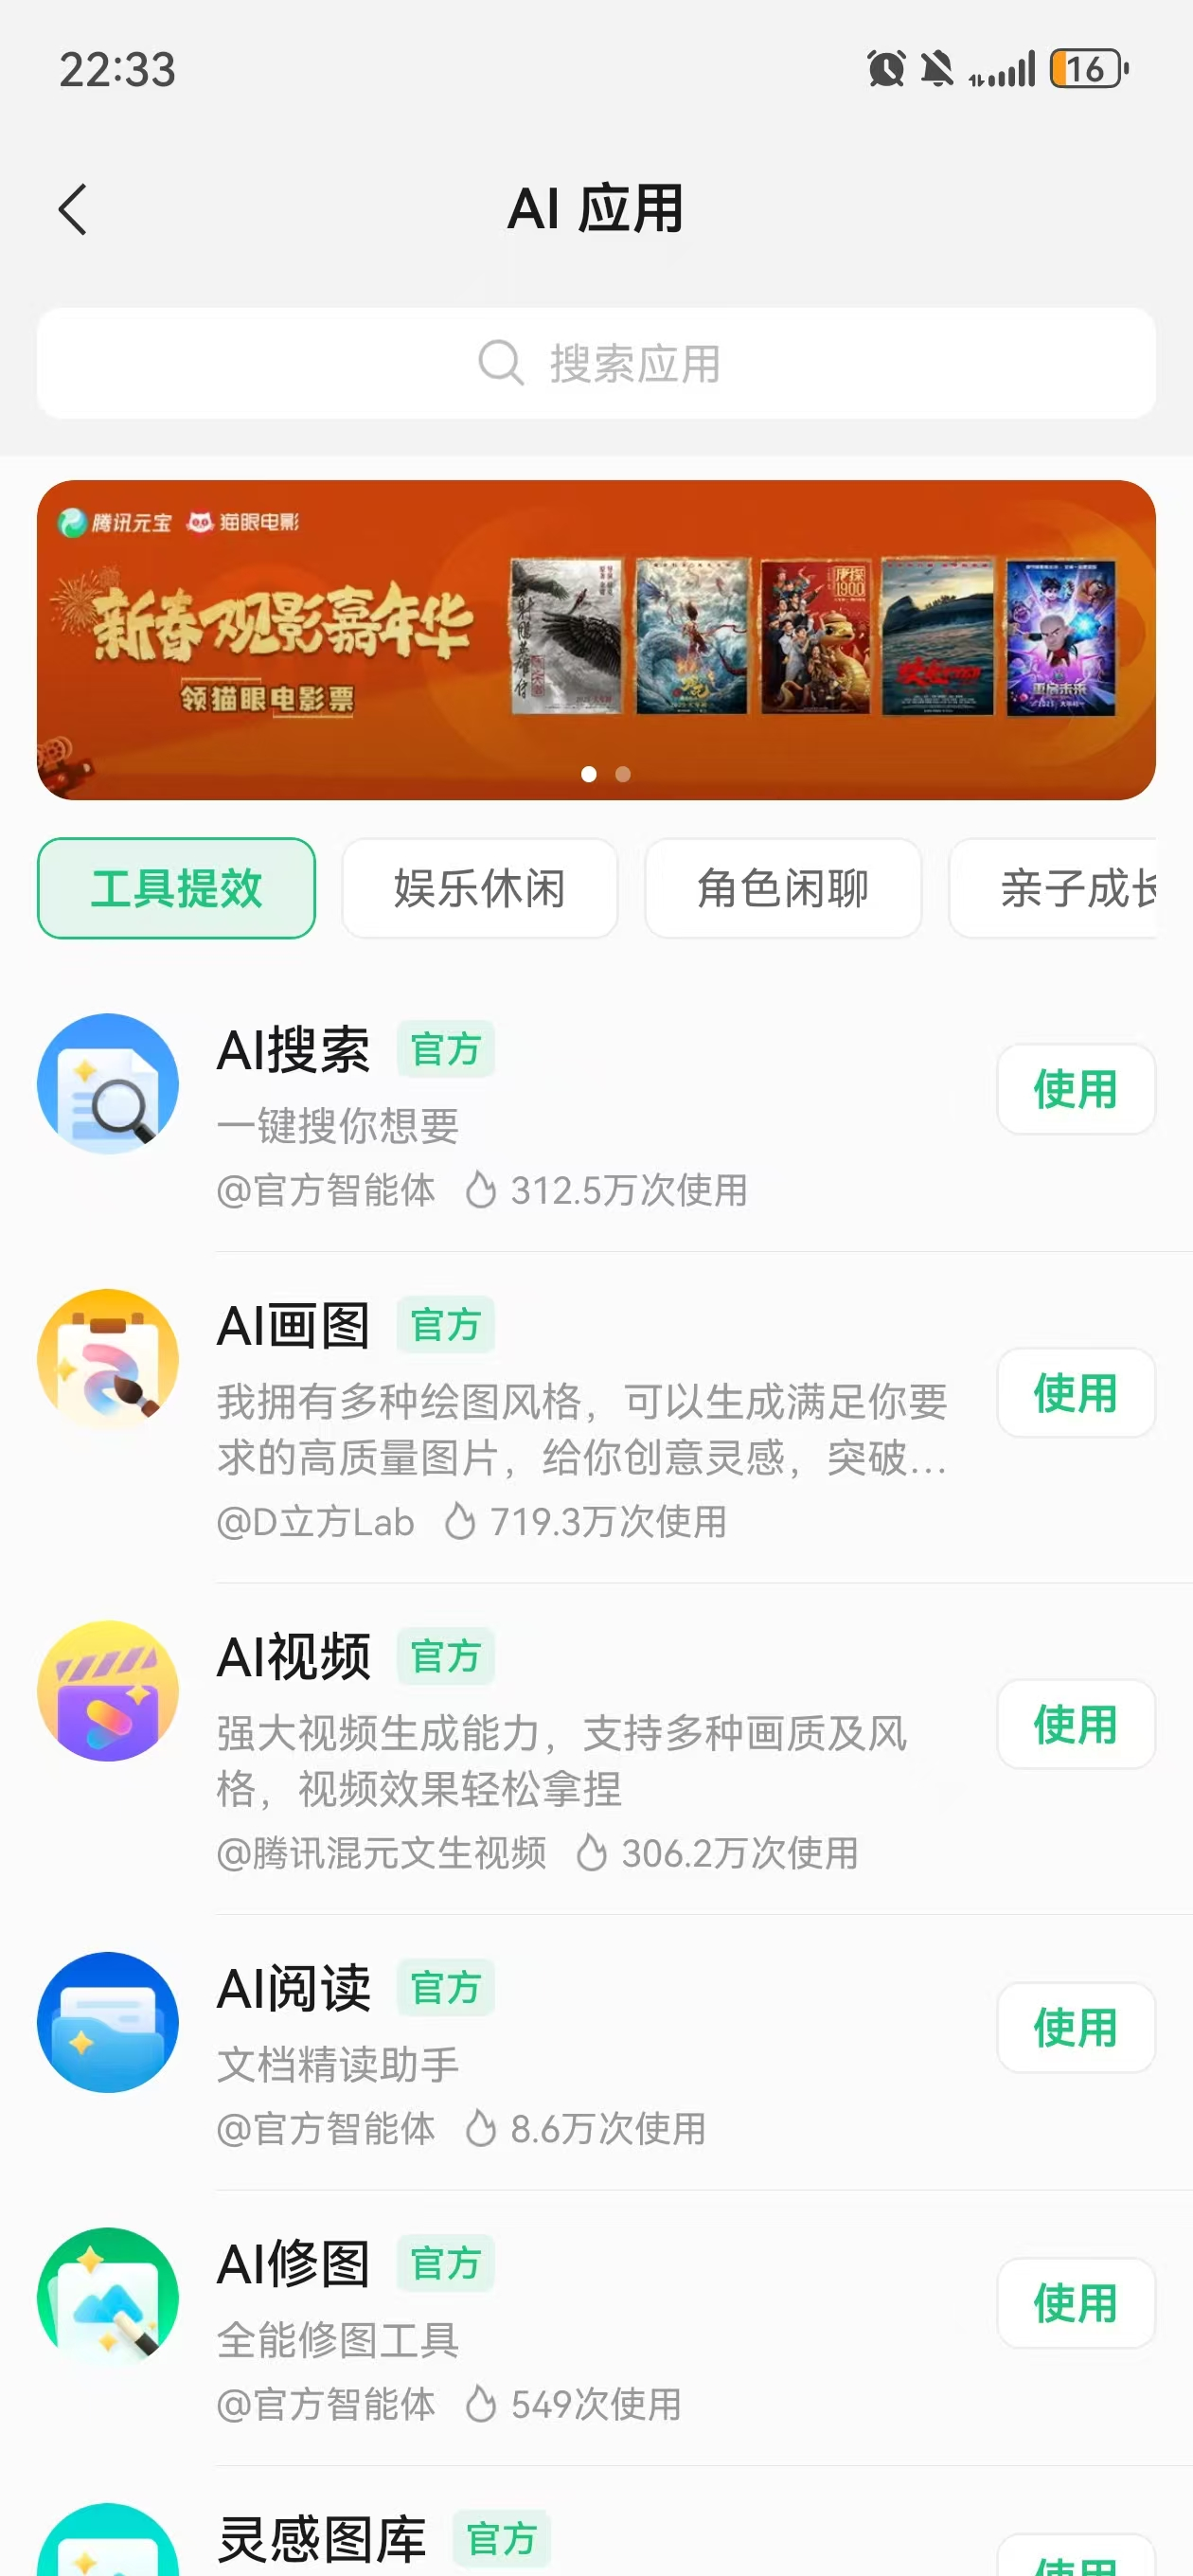 22:33
16
AI 应用
搜索应用
腾讯元宝 猫眼电影
新春观影嘉年华
领猫眼电影票
唐探
1900
重启未来
工具提效
娱乐休闲
角色闲聊
亲子成长
AI搜索 官方
一键搜你想要
@官方智能体 312.5万次使用
使用
AI画图 官方
我拥有多种绘图风格，可以生成满足你要
求的高质量图片，给你创意灵感，突破...
@D立方Lab 719.3万次使用
使用
AI视频 官方
强大视频生成能力，支持多种画质及风
格，视频效果轻松拿捏
@腾讯混元文生视频 306.2万次使用
使用
AI阅读 官方
文档精读助手
@官方智能体 8.6万次使用
使用
AI修图 官方
全能修图工具
@官方智能体 549次使用
使用
灵感图库 官方
使用